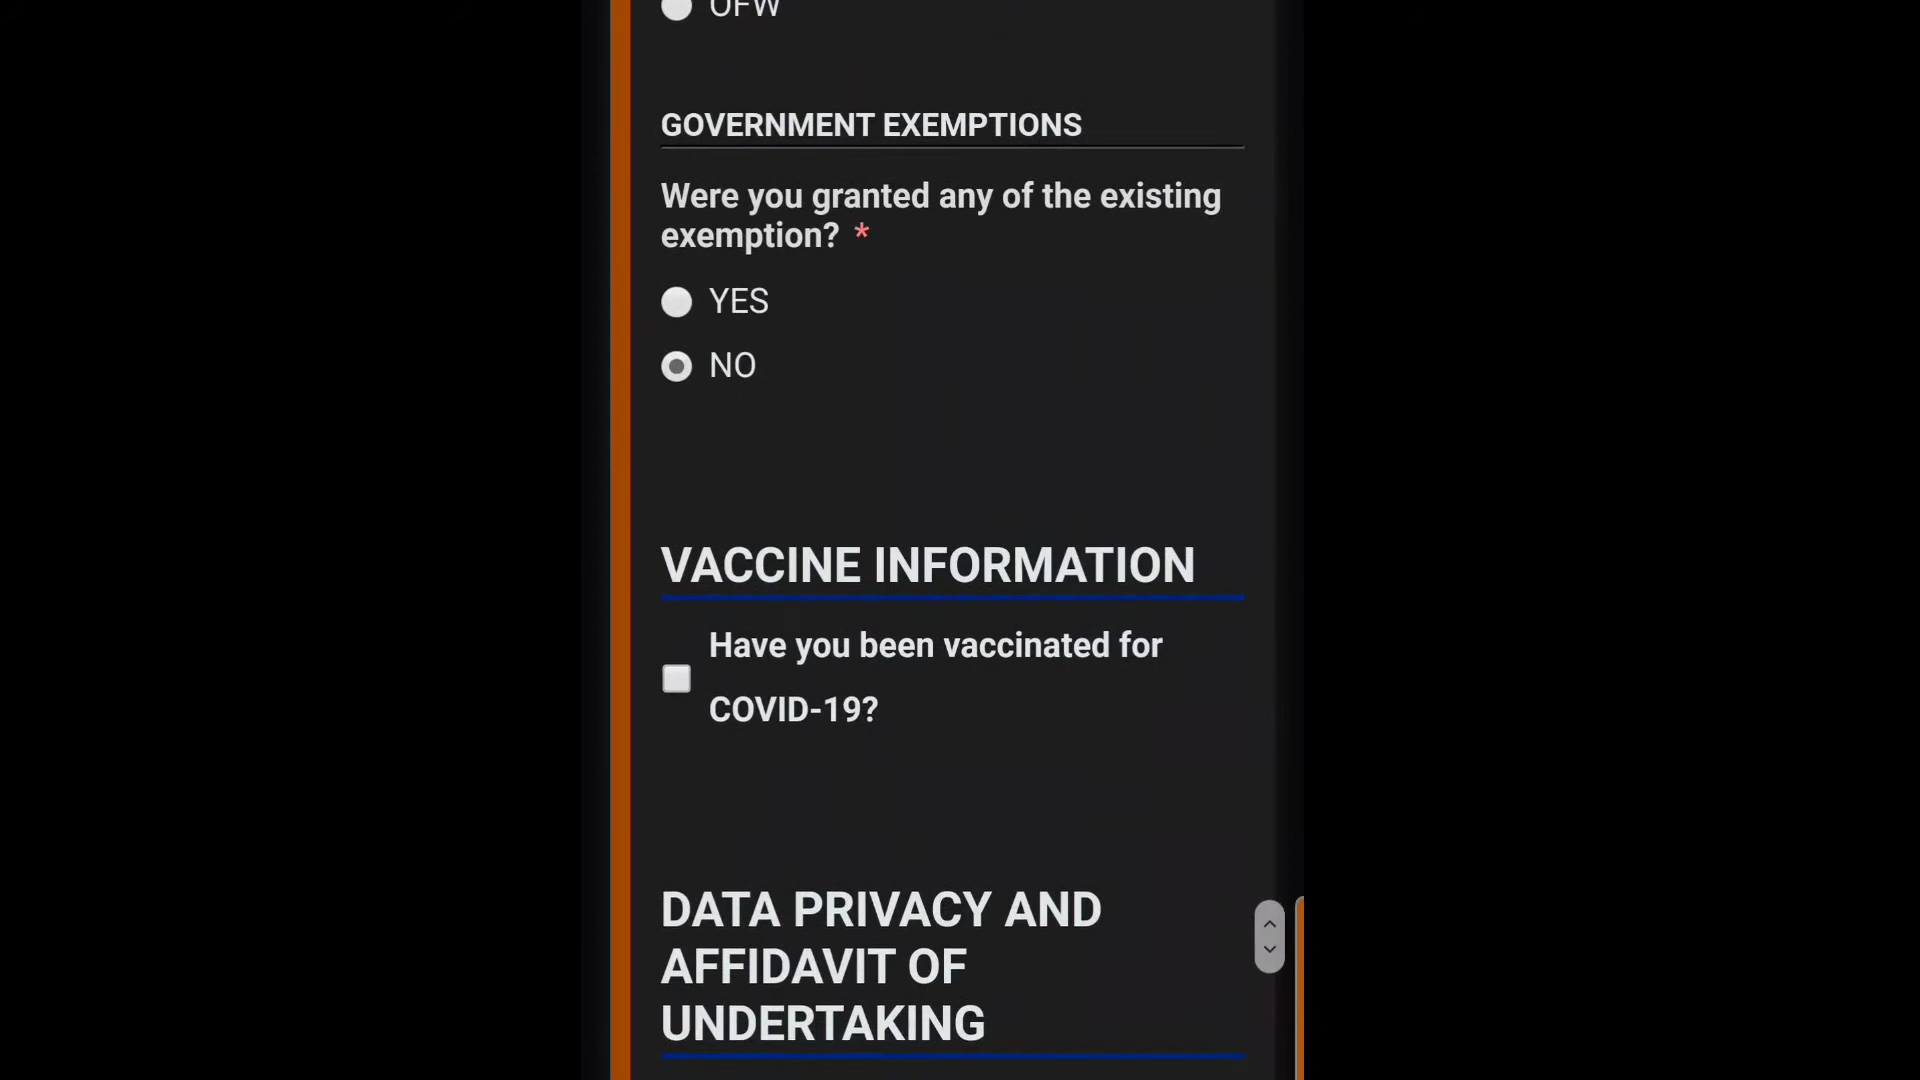 OFW
GOVERNMENT EXEMPTIONS
Were you granted any of the existing
exemption? *
YES
NO
VACCINE INFORMATION
Have you been vaccinated for
COVID-19?
DATA PRIVACY AND
AFFIDAVIT OF
UNDERTAKING